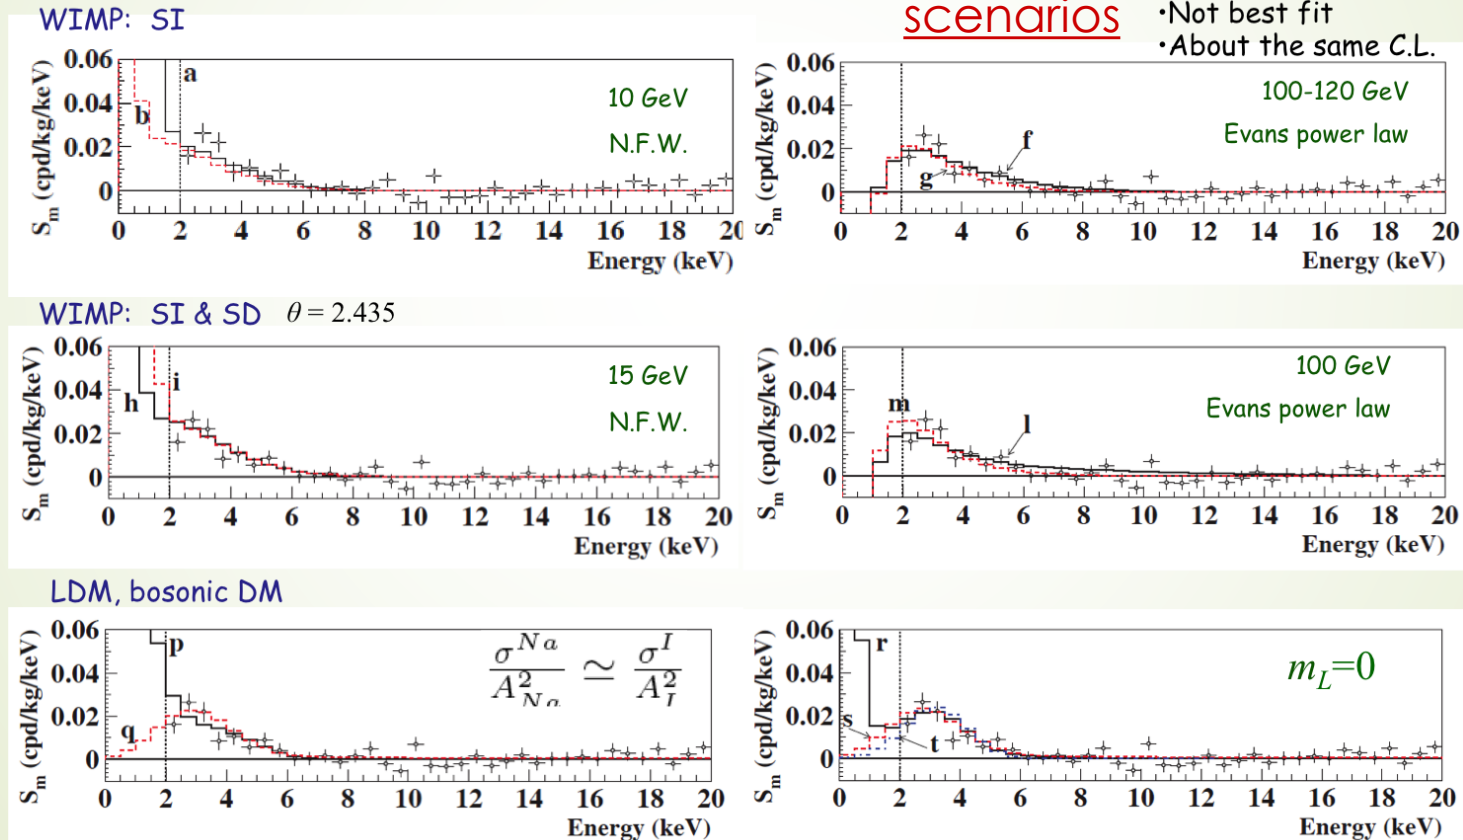 WIMP: SI
scenarios
•Not best fit
•About the same C.L.
0.06
0.04
0.02
0
Sm (cpd/kg/keV)
a
b
10 GeV
N.F.W.
0 2 4 6 8 10 12 14 16 18 20
Energy (keV)
0.06
0.04
0.02
0
Sm (cpd/kg/keV)
100-120 GeV
Evans power law
f
g
0 2 4 6 8 10 12 14 16 18 20
Energy (keV)
WIMP: SI & SD θ = 2.435
0.06
0.04
0.02
0
Sm (cpd/kg/keV)
h
i
15 GeV
N.F.W.
0 2 4 6 8 10 12 14 16 18 20
Energy (keV)
0.06
0.04
0.02
0
Sm (cpd/kg/keV)
100 GeV
Evans power law
m
l
0 2 4 6 8 10 12 14 16 18 20
Energy (keV)
LDM, bosonic DM
0.06
0.04
0.02
0
Sm (cpd/kg/keV)
p
q
σ^Na / A²_Na ≃ σ^I / A²_I
0 2 4 6 8 10 12 14 16 18 20
Energy (keV)
0.06
0.04
0.02
0
Sm (cpd/kg/keV)
r
s
t
mL=0
0 2 4 6 8 10 12 14 16 18 20
Energy (keV)